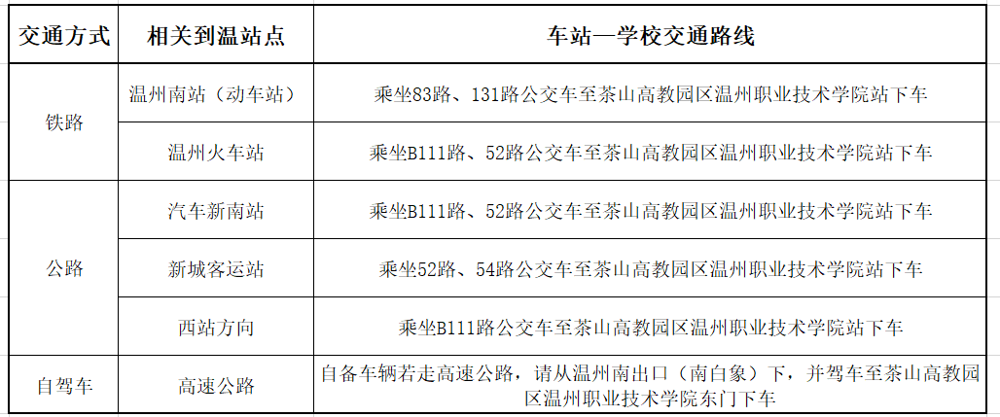 交通方式 相关到温站点 车站—学校交通路线
铁路
温州南站（动车站） 乘坐83路、131路公交车至茶山高教园区温州职业技术学院站下车
温州火车站 乘坐B111路、52路公交车至茶山高教园区温州职业技术学院站下车
公路
汽车新南站 乘坐B111路、52路公交车至茶山高教园区温州职业技术学院站下车
新城客运站 乘坐52路、54路公交车至茶山高教园区温州职业技术学院站下车
西站方向 乘坐B111路公交车至茶山高教园区温州职业技术学院站下车
自驾车 高速公路 自备车辆若走高速公路，请从温州南出口（南白象）下，并驾车至茶山高教园
区温州职业技术学院东门下车